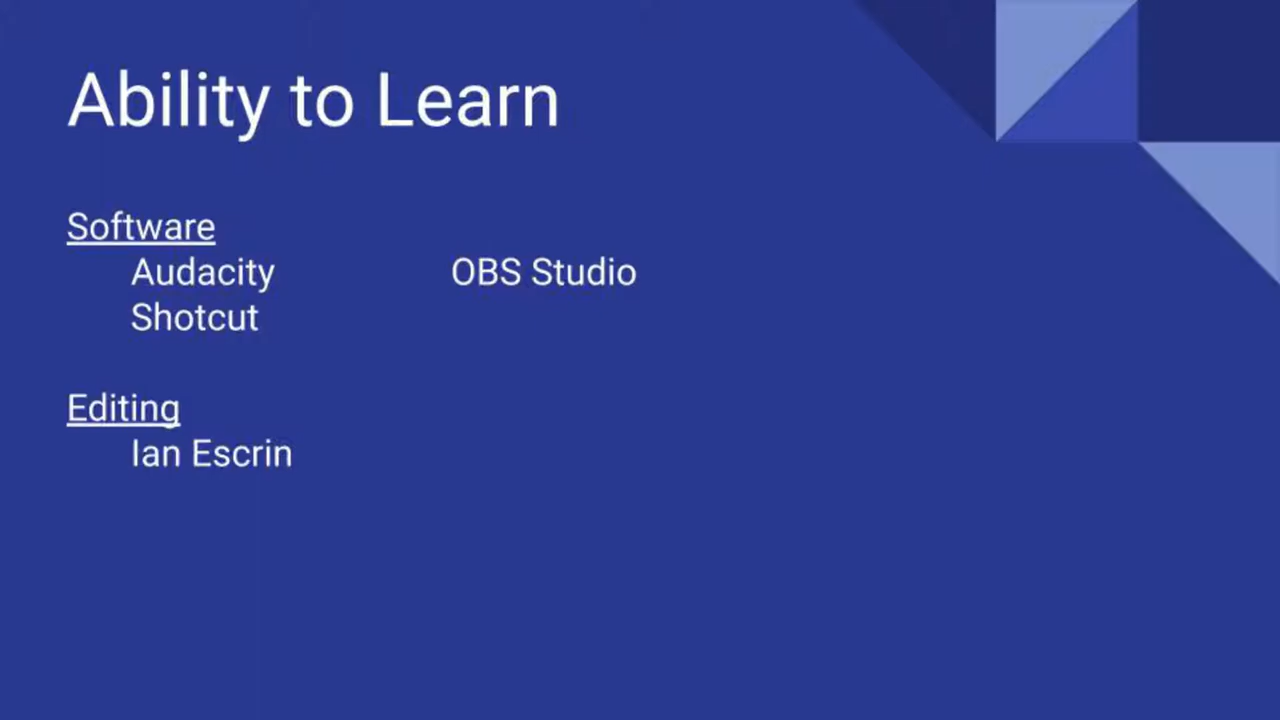 Ability to Learn
Software
Audacity OBS Studio
Shotcut
Editing
Ian Escrin